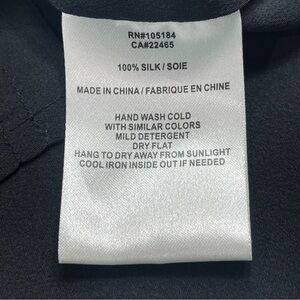 RN#105184
CA#22465
100% SILK / SOIE
MADE IN CHINA / FABRIQUE EN CHINE
HAND WASH COLD
WITH SIMILAR COLORS
MILD DETERGENT
DRY FLAT
HANG TO DRY AWAY FROM SUNLIGHT
COOL IRON INSIDE OUT IF NEEDED